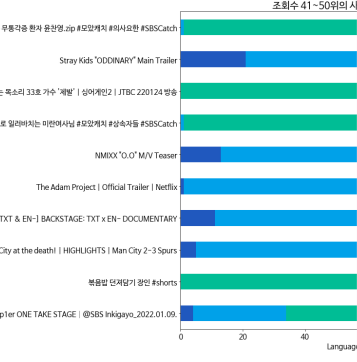 조회수 41~50위의 사
무통각증 환자 윤찬영.zip #모았캐치 #의사요한 #SBSCatch
Stray Kids "ODDINARY" Main Trailer
는 목소리 33호 가수 '제발' | 싱어게인2 | JTBC 220124 방송
로 일러바치는 미란여사님 #모았캐치 #상속자들 #SBSCatch
NMIXX "O.O" M/V Teaser
The Adam Project | Official Trailer | Netflix
TXT & EN-] BACKSTAGE: TXT x EN- DOCUMENTARY
City at the death! | HIGHLIGHTS | Man City 2-3 Spurs
볶음밥 던져담기 장인 #shorts
p1er ONE TAKE STAGE | @SBS Inkigayo_2022.01.09.
0 20 40
Language